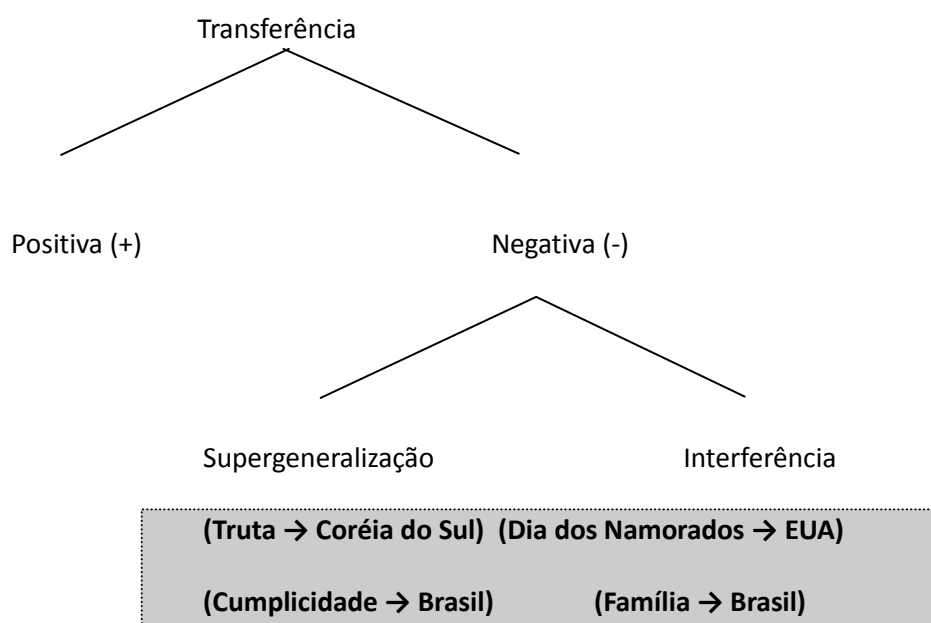 Transferência
Positiva (+) Negativa (-)
Supergeneralização Interferência
(Truta → Coréia do Sul) (Dia dos Namorados → EUA)
(Cumplicidade → Brasil) (Família → Brasil)